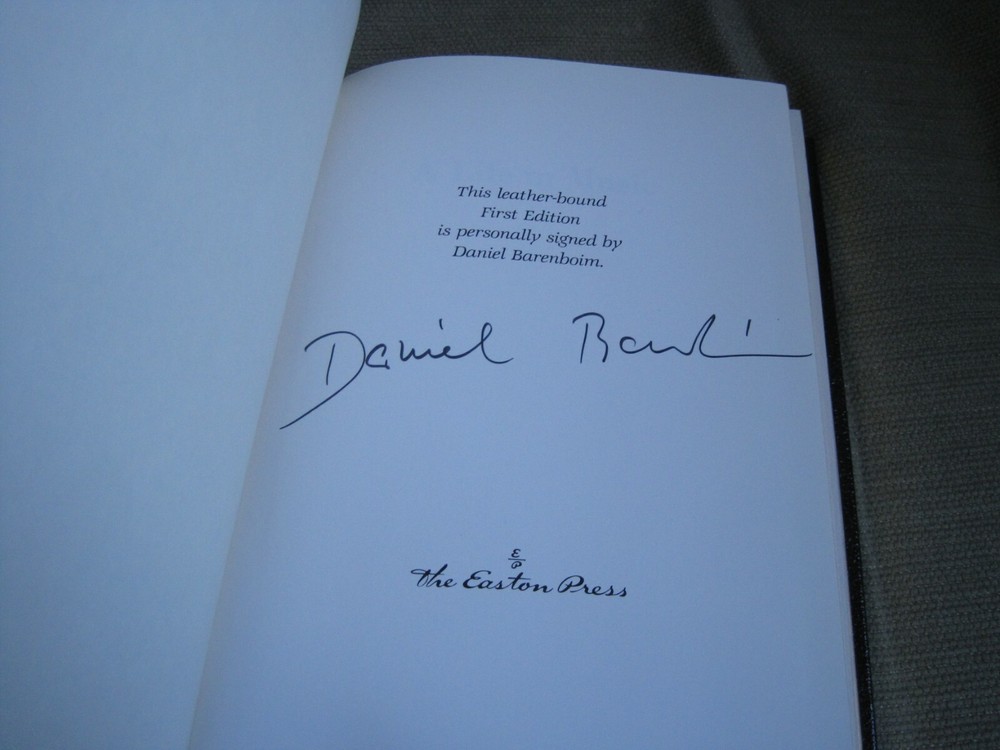 This leather-bound
First Edition
is personally signed by
Daniel Barenboim.
Daniel
E
P
the Easton Press